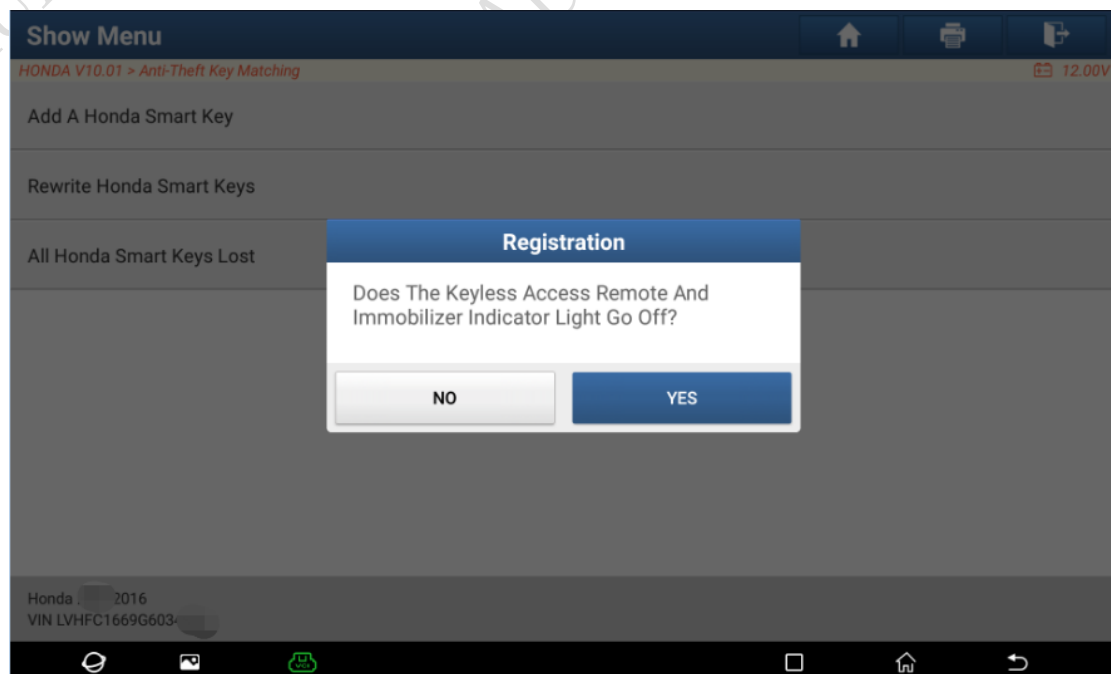 Show Menu
HONDA V10.01 > Anti-Theft Key Matching 12.00V
Add A Honda Smart Key
Rewrite Honda Smart Keys
All Honda Smart Keys Lost
Registration
Does The Keyless Access Remote And
Immobilizer Indicator Light Go Off?
NO YES
Honda 2016
VIN LVHFC1669G603
VCI